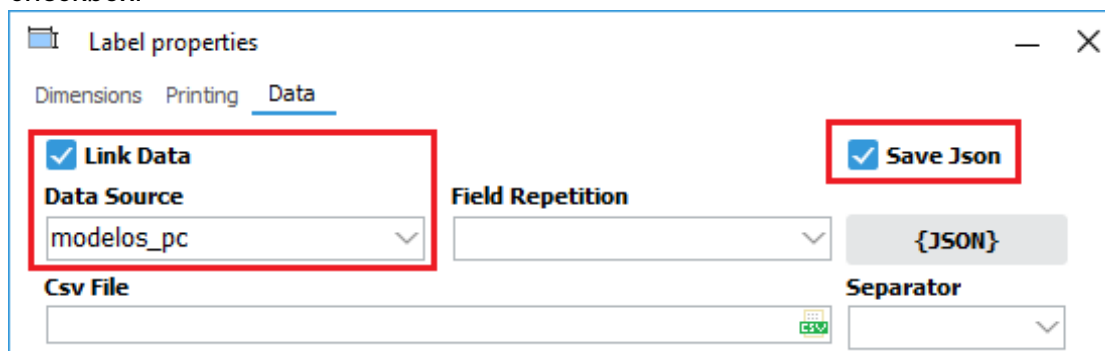 Label properties
Dimensions Printing Data
Link Data Save Json
Data Source Field Repetition
modelos_pc {JSON}
Csv File Separator
CSV